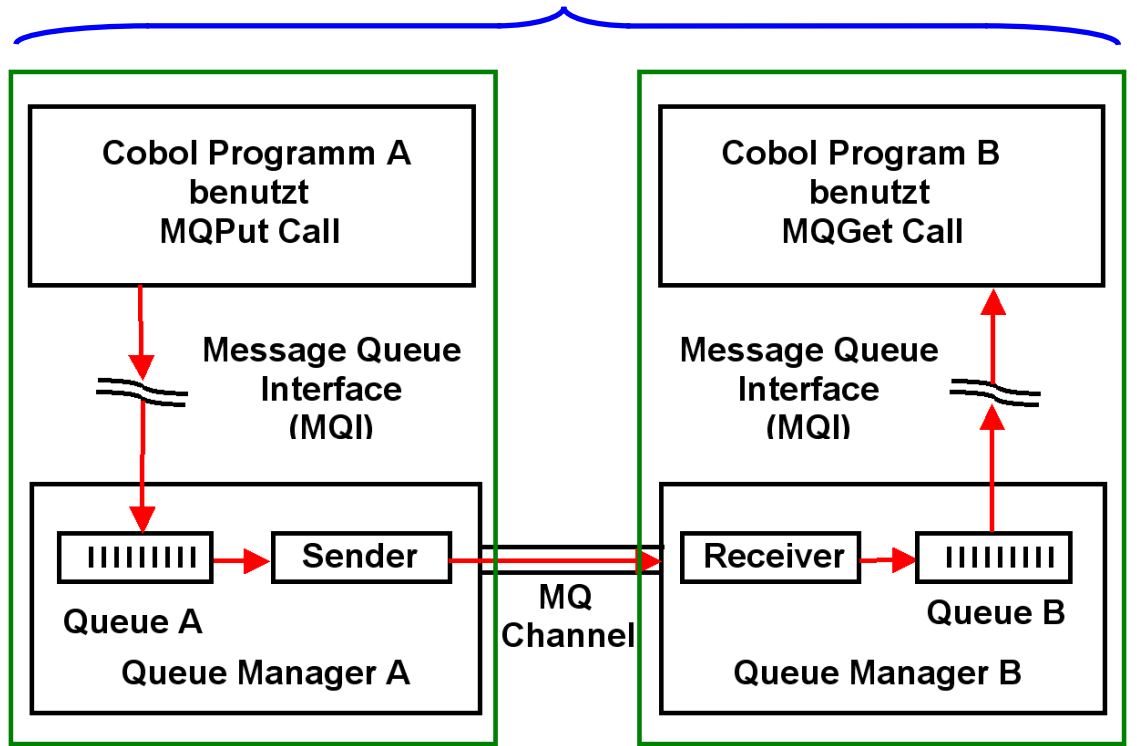 Cobol Programm A
benutzt
MQPut Call
Cobol Program B
benutzt
MQGet Call
Message Queue
Interface
(MQI)
Message Queue
Interface
(MQI)
Sender
Receiver
Queue A
Queue B
MQ
Channel
Queue Manager A
Queue Manager B